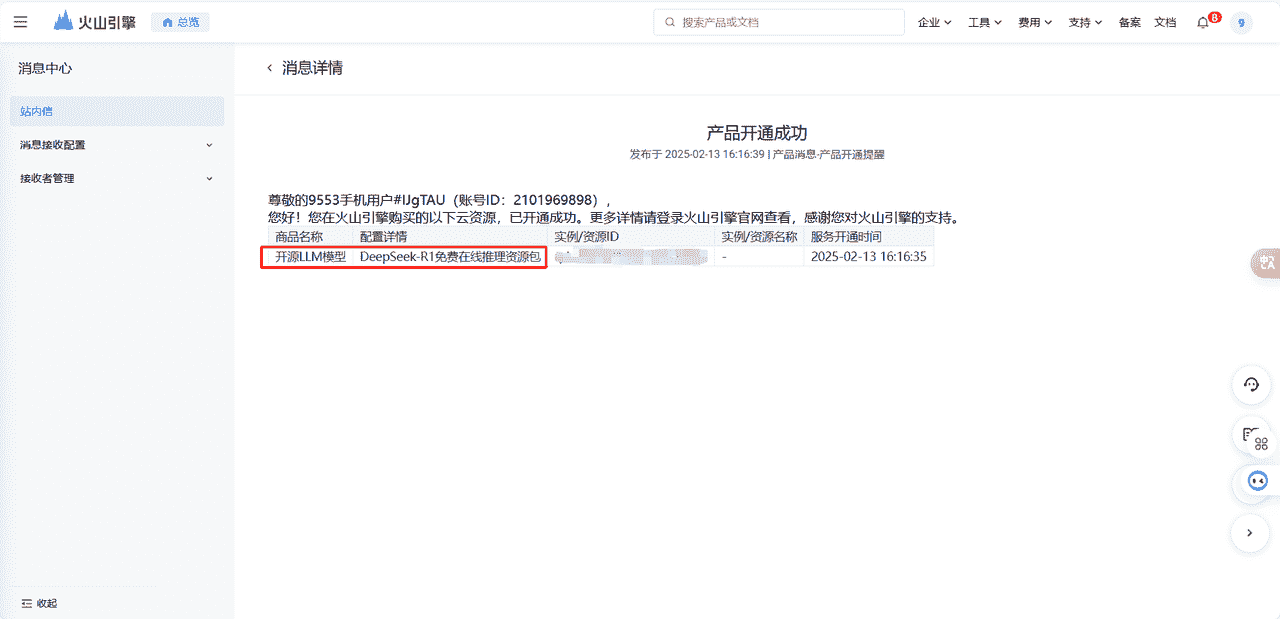 火山引擎
总览
搜索产品或文档
企业
工具
费用
支持
备案
文档
8
9
消息中心
站内信
消息接收配置
接收者管理
收起
消息详情
产品开通成功
发布于 2025-02-13 16:16:39 | 产品消息-产品开通提醒
尊敬的9553手机用户#IJgTAU（账号ID：2101969898），
您好！您在火山引擎购买的以下云资源，已开通成功。更多详情请登录火山引擎官网查看，感谢您对火山引擎的支持。
商品名称 配置详情 实例/资源ID 实例/资源名称 服务开通时间
开源LLM模型 DeepSeek-R1免费在线推理资源包 - 2025-02-13 16:16:35